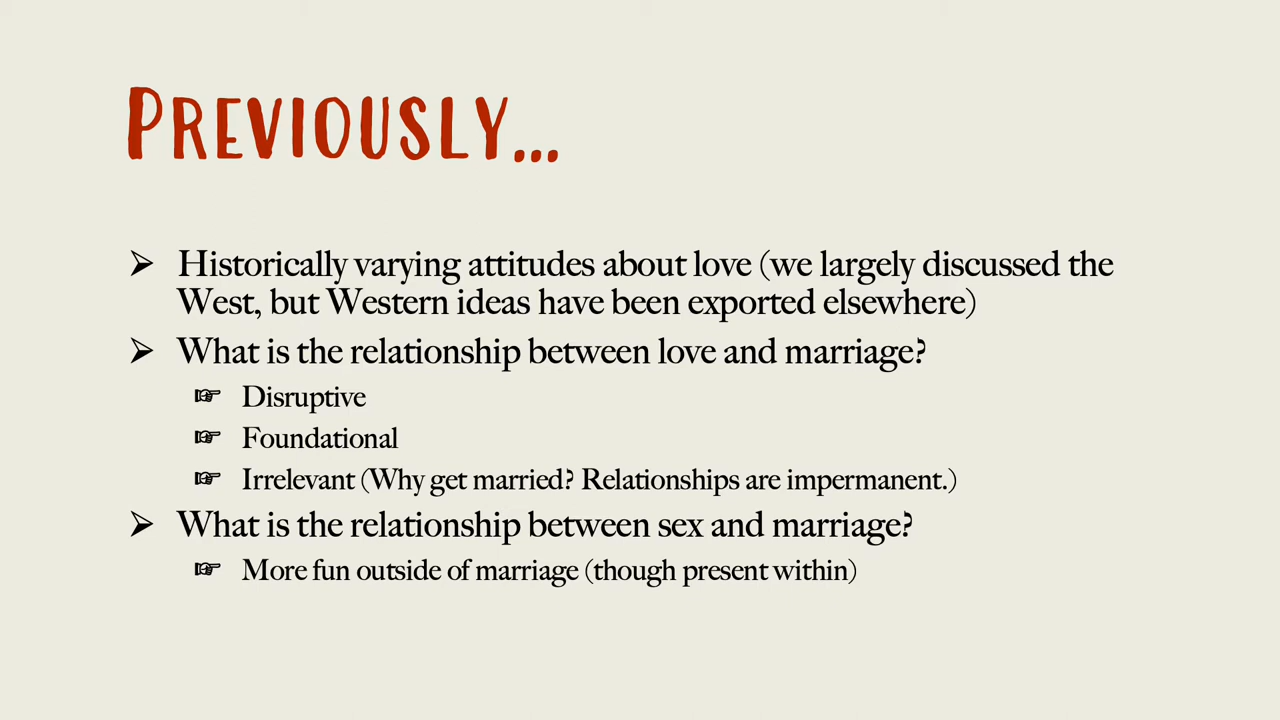 PREVIOUSLY...
➢ Historically varying attitudes about love (we largely discussed the
West, but Western ideas have been exported elsewhere)
➢ What is the relationship between love and marriage?
☞ Disruptive
☞ Foundational
☞ Irrelevant (Why get married? Relationships are impermanent.)
➢ What is the relationship between sex and marriage?
☞ More fun outside of marriage (though present within)